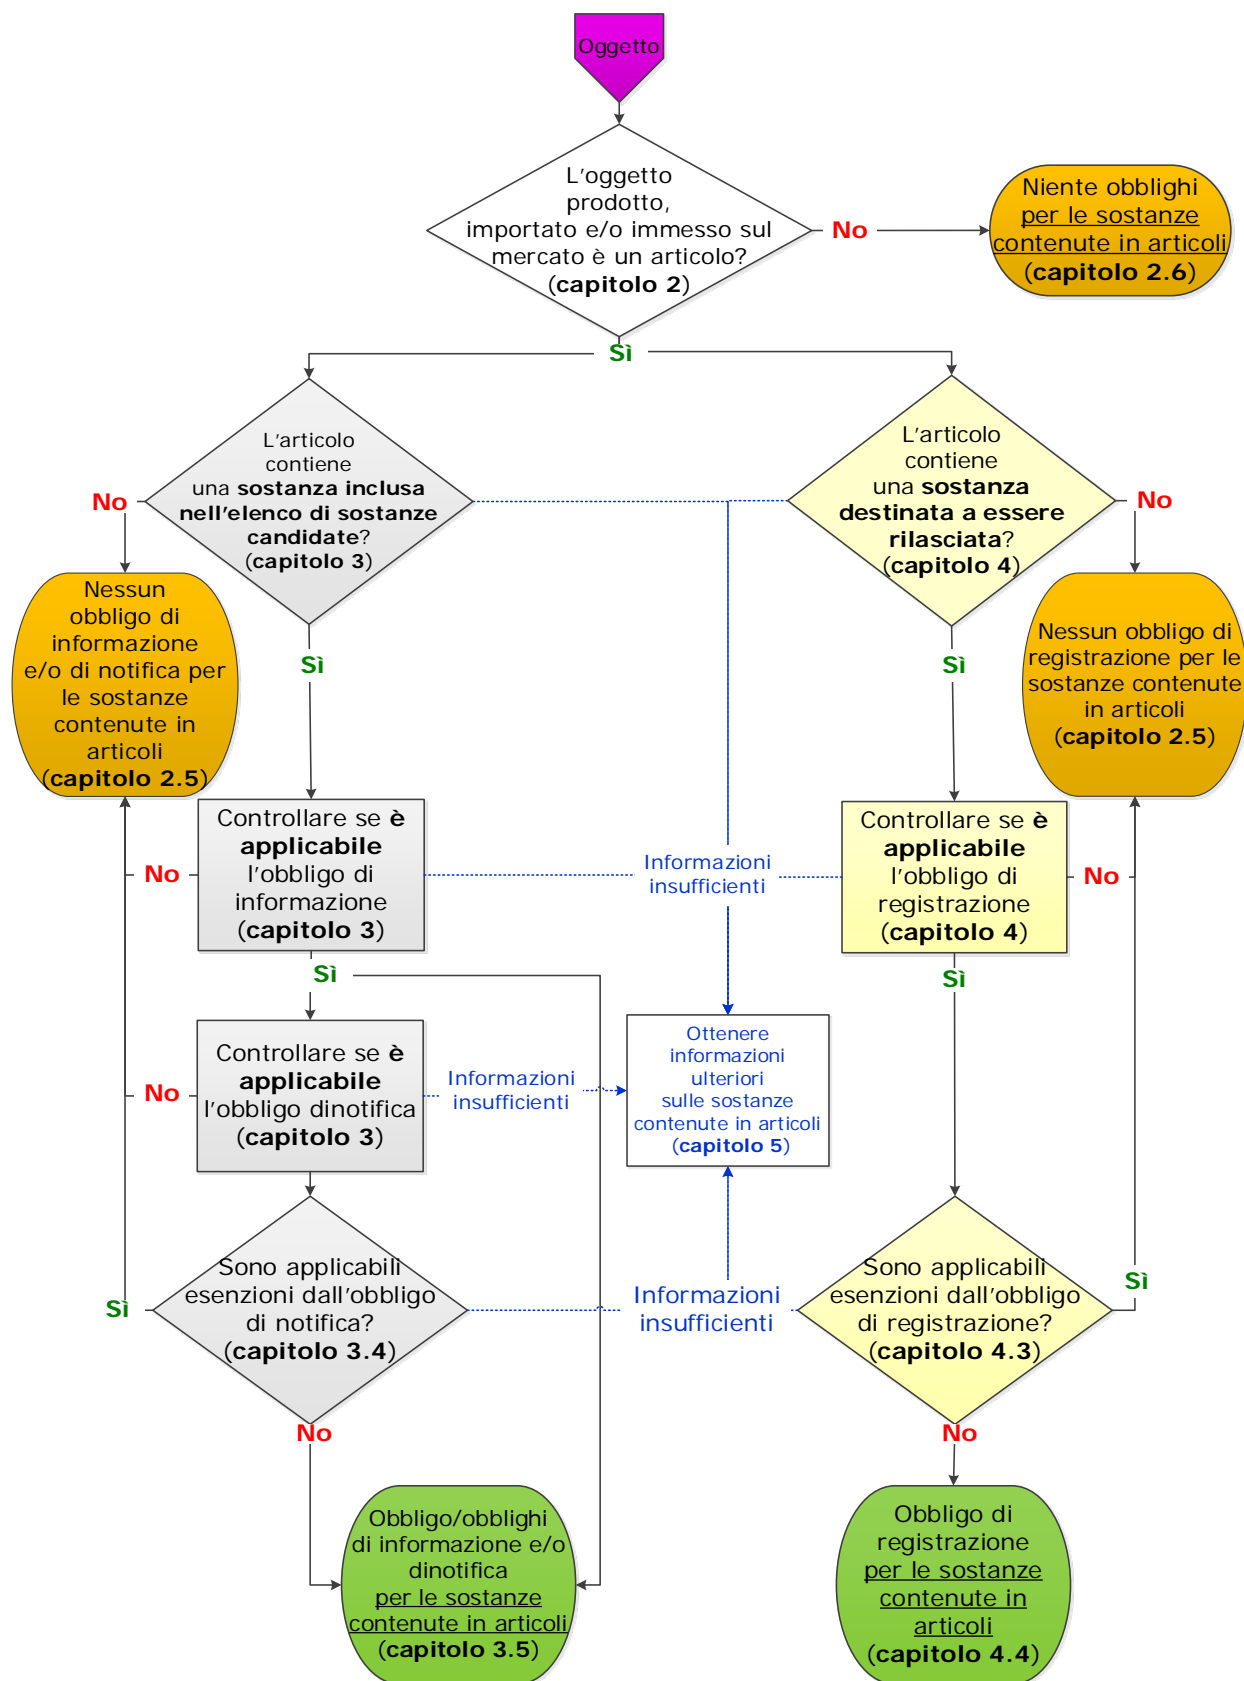 Oggetto
L'oggetto
prodotto,
importato e/o immesso sul
mercato è un articolo?
(capitolo 2)
No
Niente obblighi
per le sostanze
contenute in articoli
(capitolo 2.6)
Sì
L'articolo
contiene
una sostanza inclusa
nell'elenco di sostanze
candidate?
(capitolo 3)
L'articolo
contiene
una sostanza
destinata a essere
rilasciata?
(capitolo 4)
No
No
Nessun
obbligo di
informazione
e/o di notifica per
le sostanze
contenute in
articoli
(capitolo 2.5)
Sì
Sì
Nessun obbligo di
registrazione per le
sostanze contenute
in articoli
(capitolo 2.5)
Controllare se è
applicabile
l'obbligo di
informazione
(capitolo 3)
No
Informazioni
insufficienti
Controllare se è
applicabile
l'obbligo di
registrazione
(capitolo 4)
No
Sì
Sì
Controllare se è
applicabile
l'obbligo dinotifica
(capitolo 3)
No
Informazioni
insufficienti
Ottenere
informazioni
ulteriori
sulle sostanze
contenute in articoli
(capitolo 5)
Sono applicabili
esenzioni dall'obbligo
di notifica?
(capitolo 3.4)
Sì
Informazioni
insufficienti
Sono applicabili
esenzioni dall'obbligo
di registrazione?
(capitolo 4.3)
Sì
No
No
Obbligo/obblighi
di informazione e/o
dinotifica
per le sostanze
contenute in articoli
(capitolo 3.5)
Obbligo di
registrazione
per le sostanze
contenute in
articoli
(capitolo 4.4)